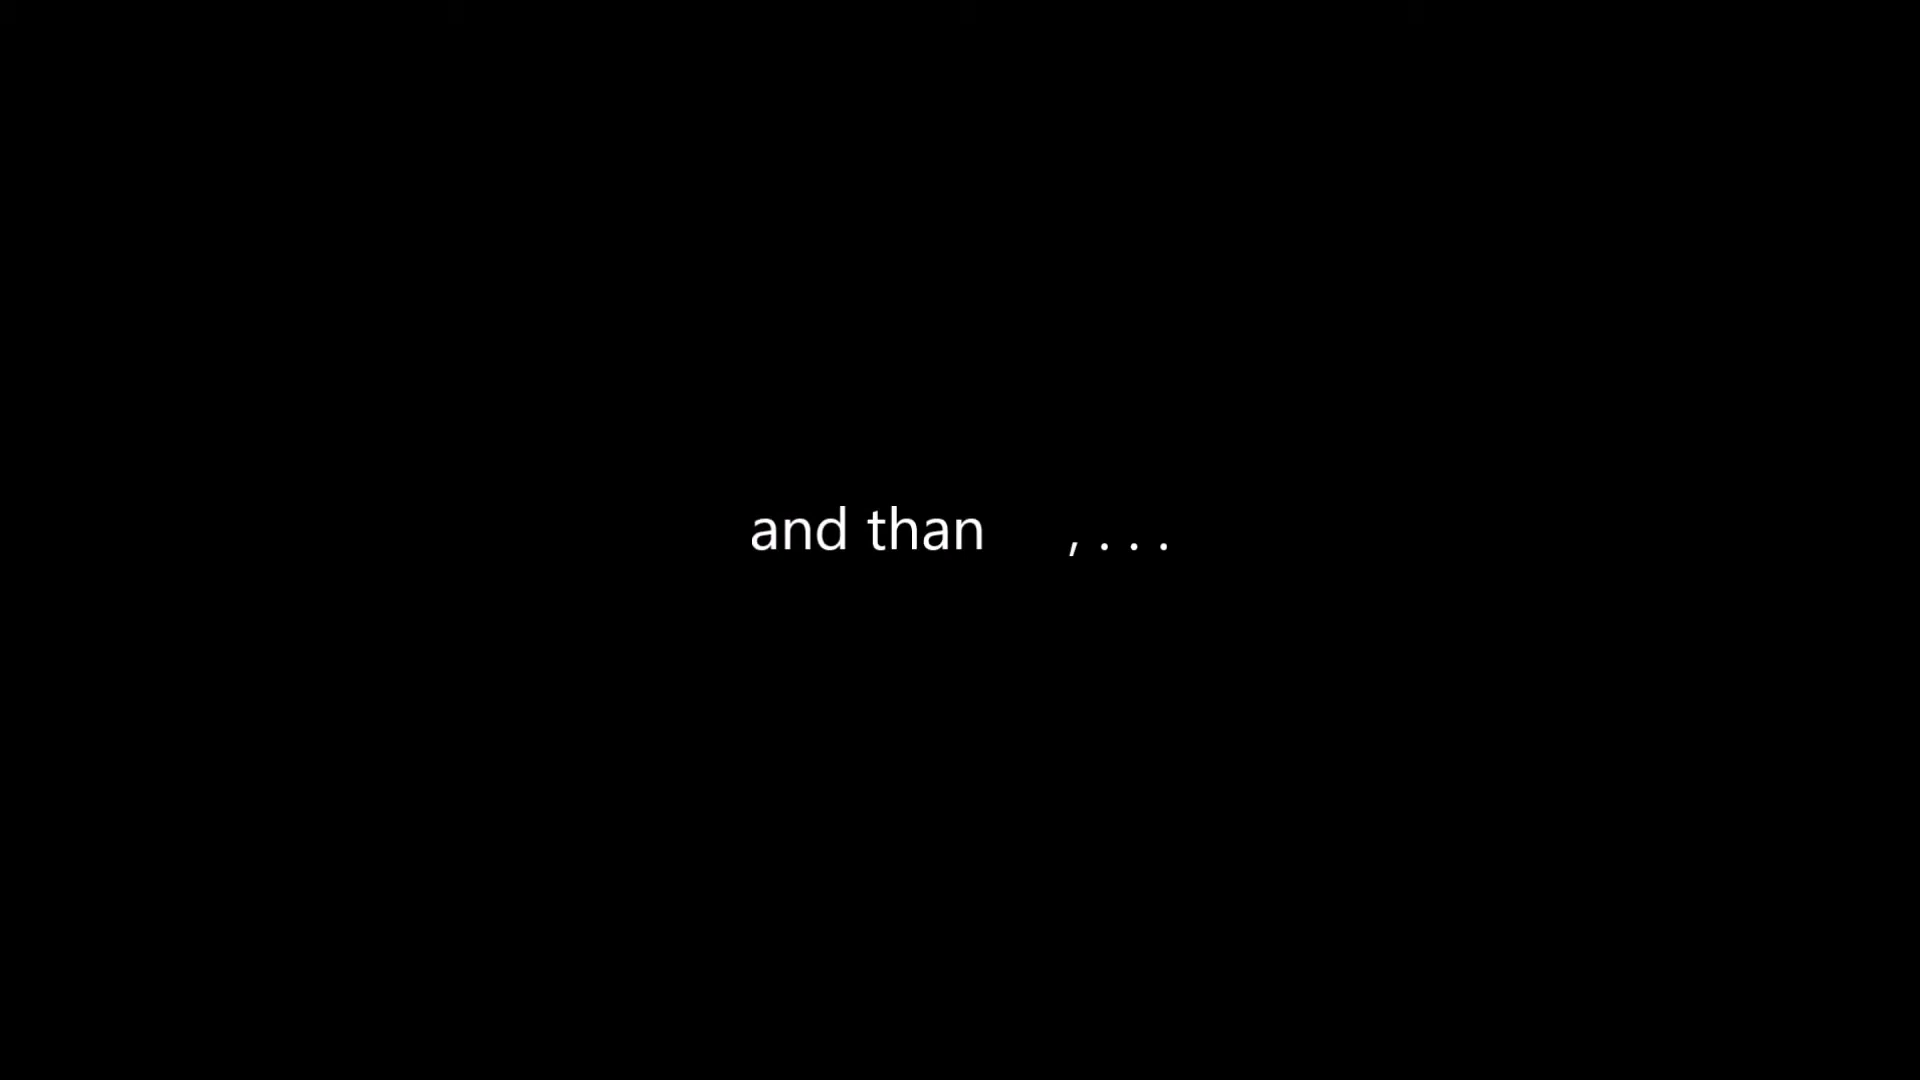 and than    , . . .